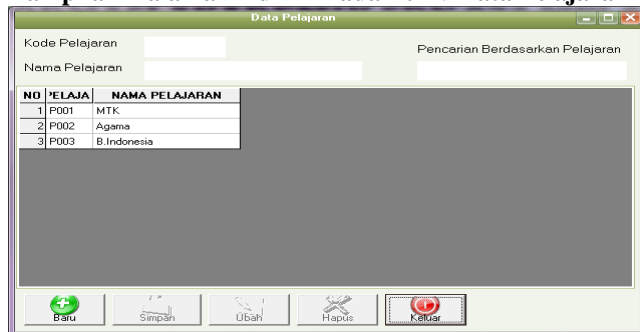 Data Pelajaran
Kode Pelajaran
Pencarian Berdasarkan Pelajaran
Nama Pelajaran
NO PELAJA NAMA PELAJARAN
1 P001 MTK
2 P002 Agama
3 P003 B.Indonesia
Baru Simpan Ubah Hapus Keluar